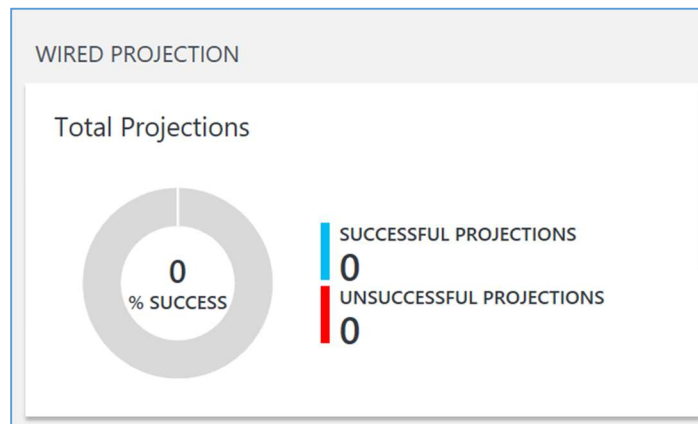 WIRED PROJECTION
Total Projections
0
% SUCCESS
SUCCESSFUL PROJECTIONS
0
UNSUCCESSFUL PROJECTIONS
0